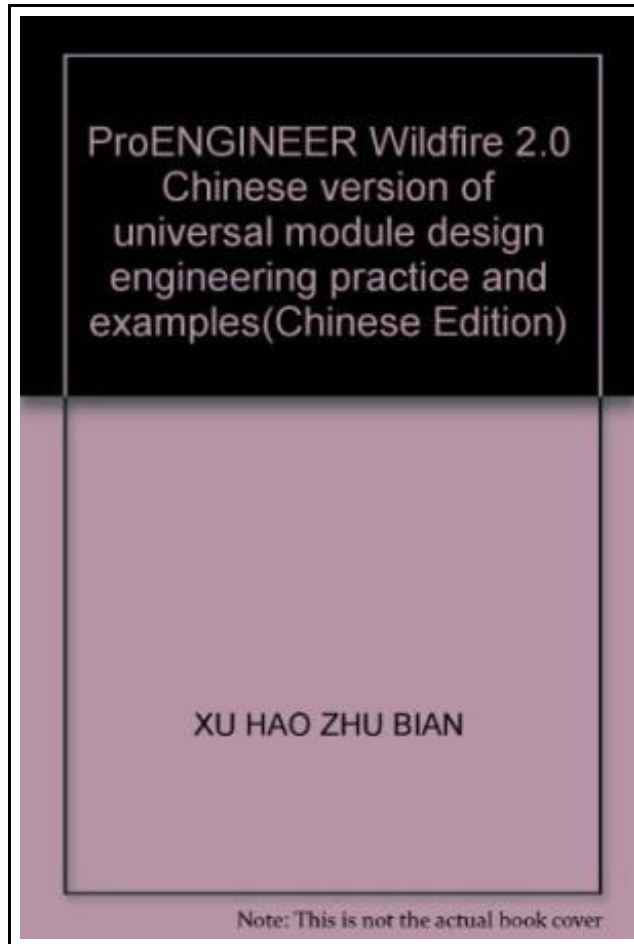 ProENGINEER Wildfire 2.0
Chinese version of
universal module design
engineering practice and
examples(Chinese Edition)
XU HAO ZHU BIAN
Note: This is not the actual book cover